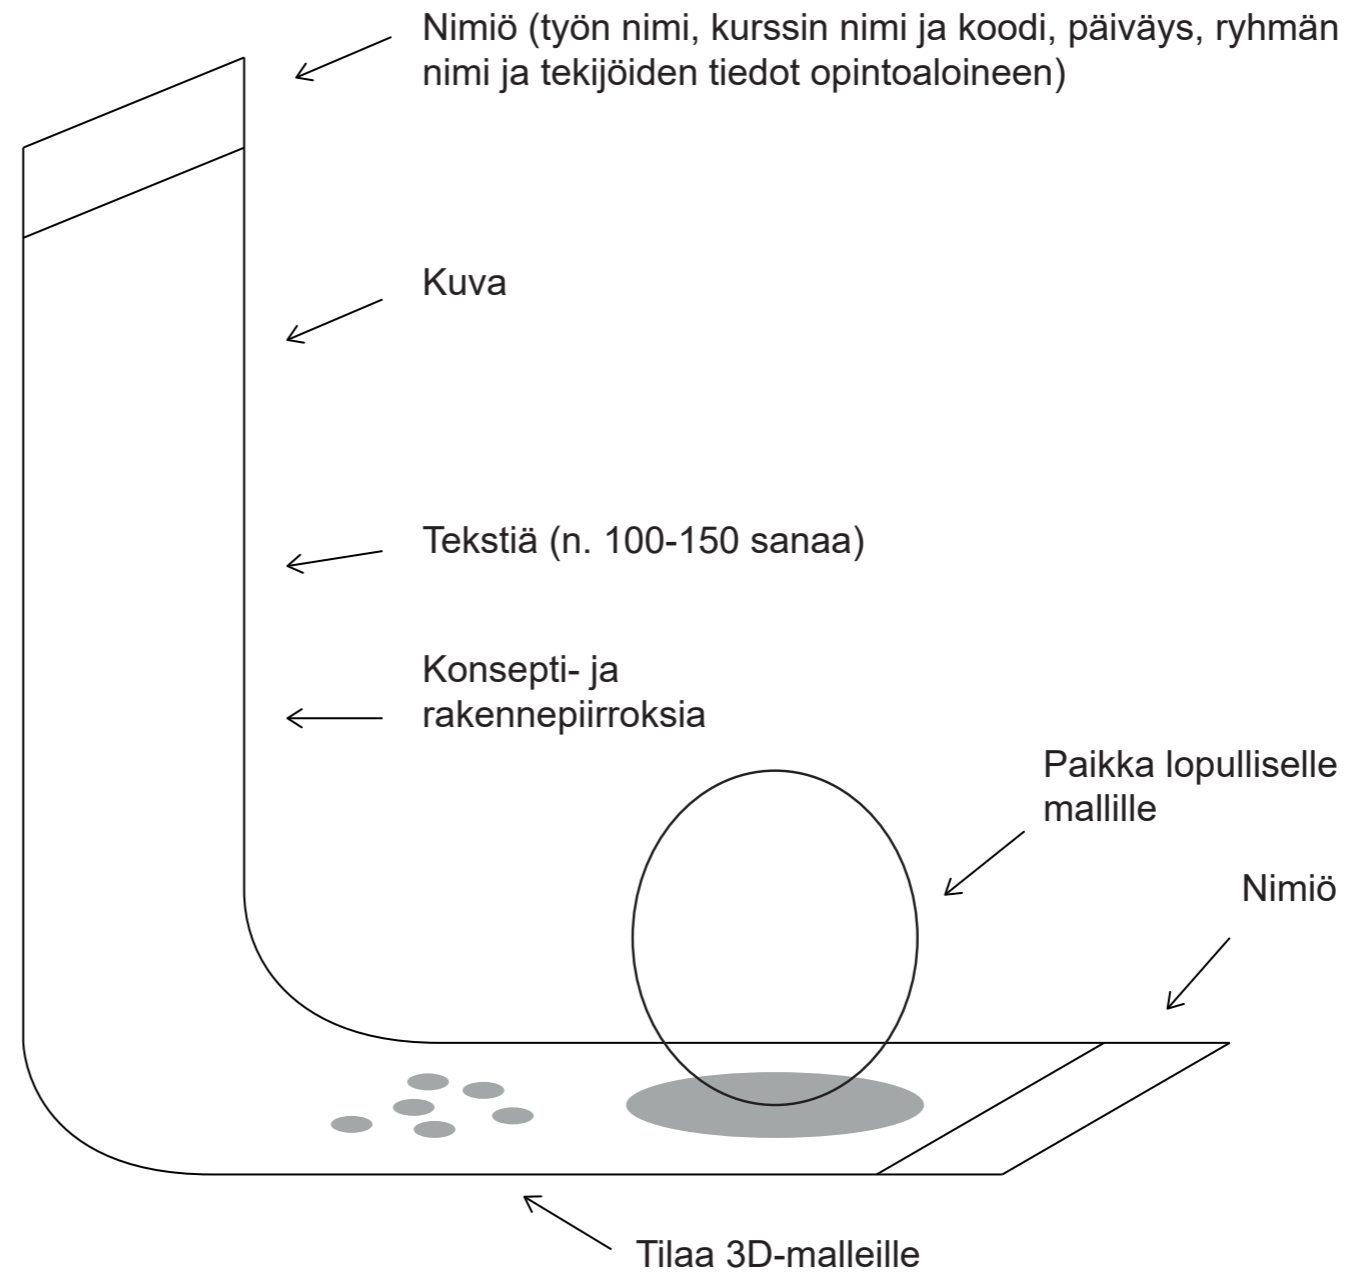 Nimiö (työn nimi, kurssin nimi ja koodi, päiväys, ryhmän
nimi ja tekijöiden tiedot opintoaloineen)
Kuva
Tekstiä (n. 100-150 sanaa)
Konsepti- ja
rakennepiirroksia
Paikka lopulliselle
mallille
Nimiö
Tilaa 3D-malleille